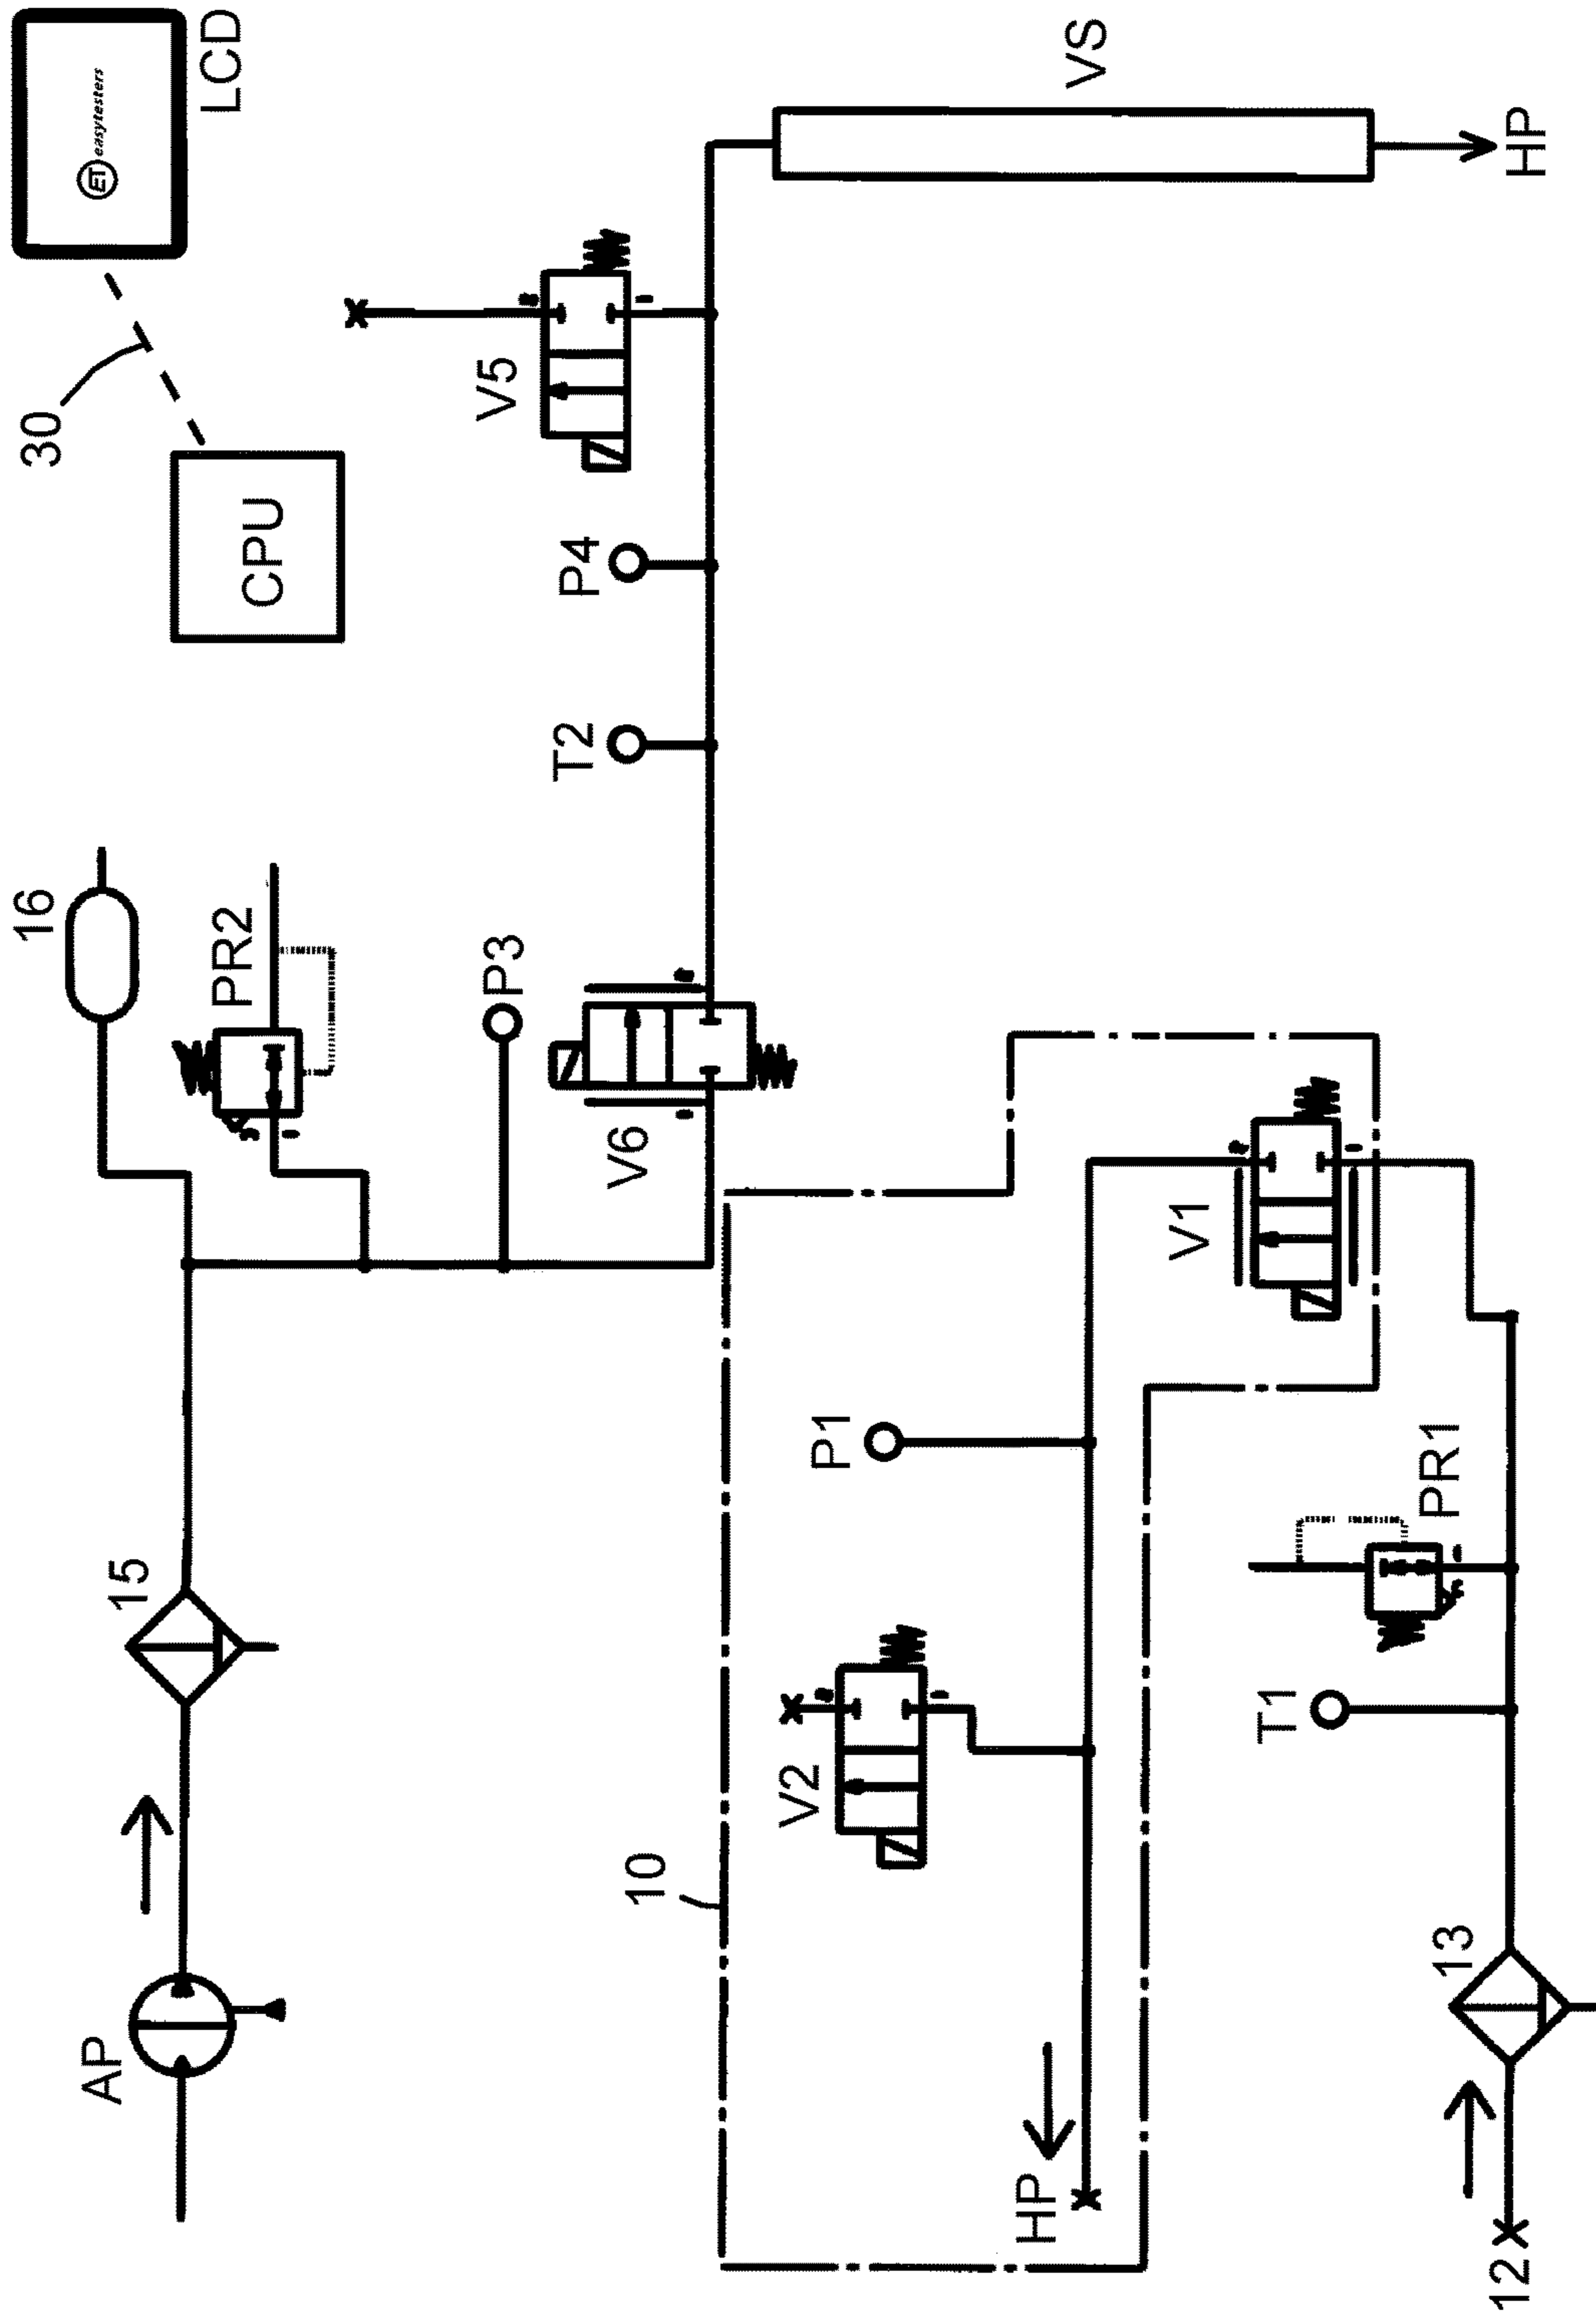 16
30
ET easytesters
AP
15
LCD
PR2
CPU
V5
P3
T2
P4
V6
10
V2
P1
HP
VS
V1
T1
PR1
13
12
HP